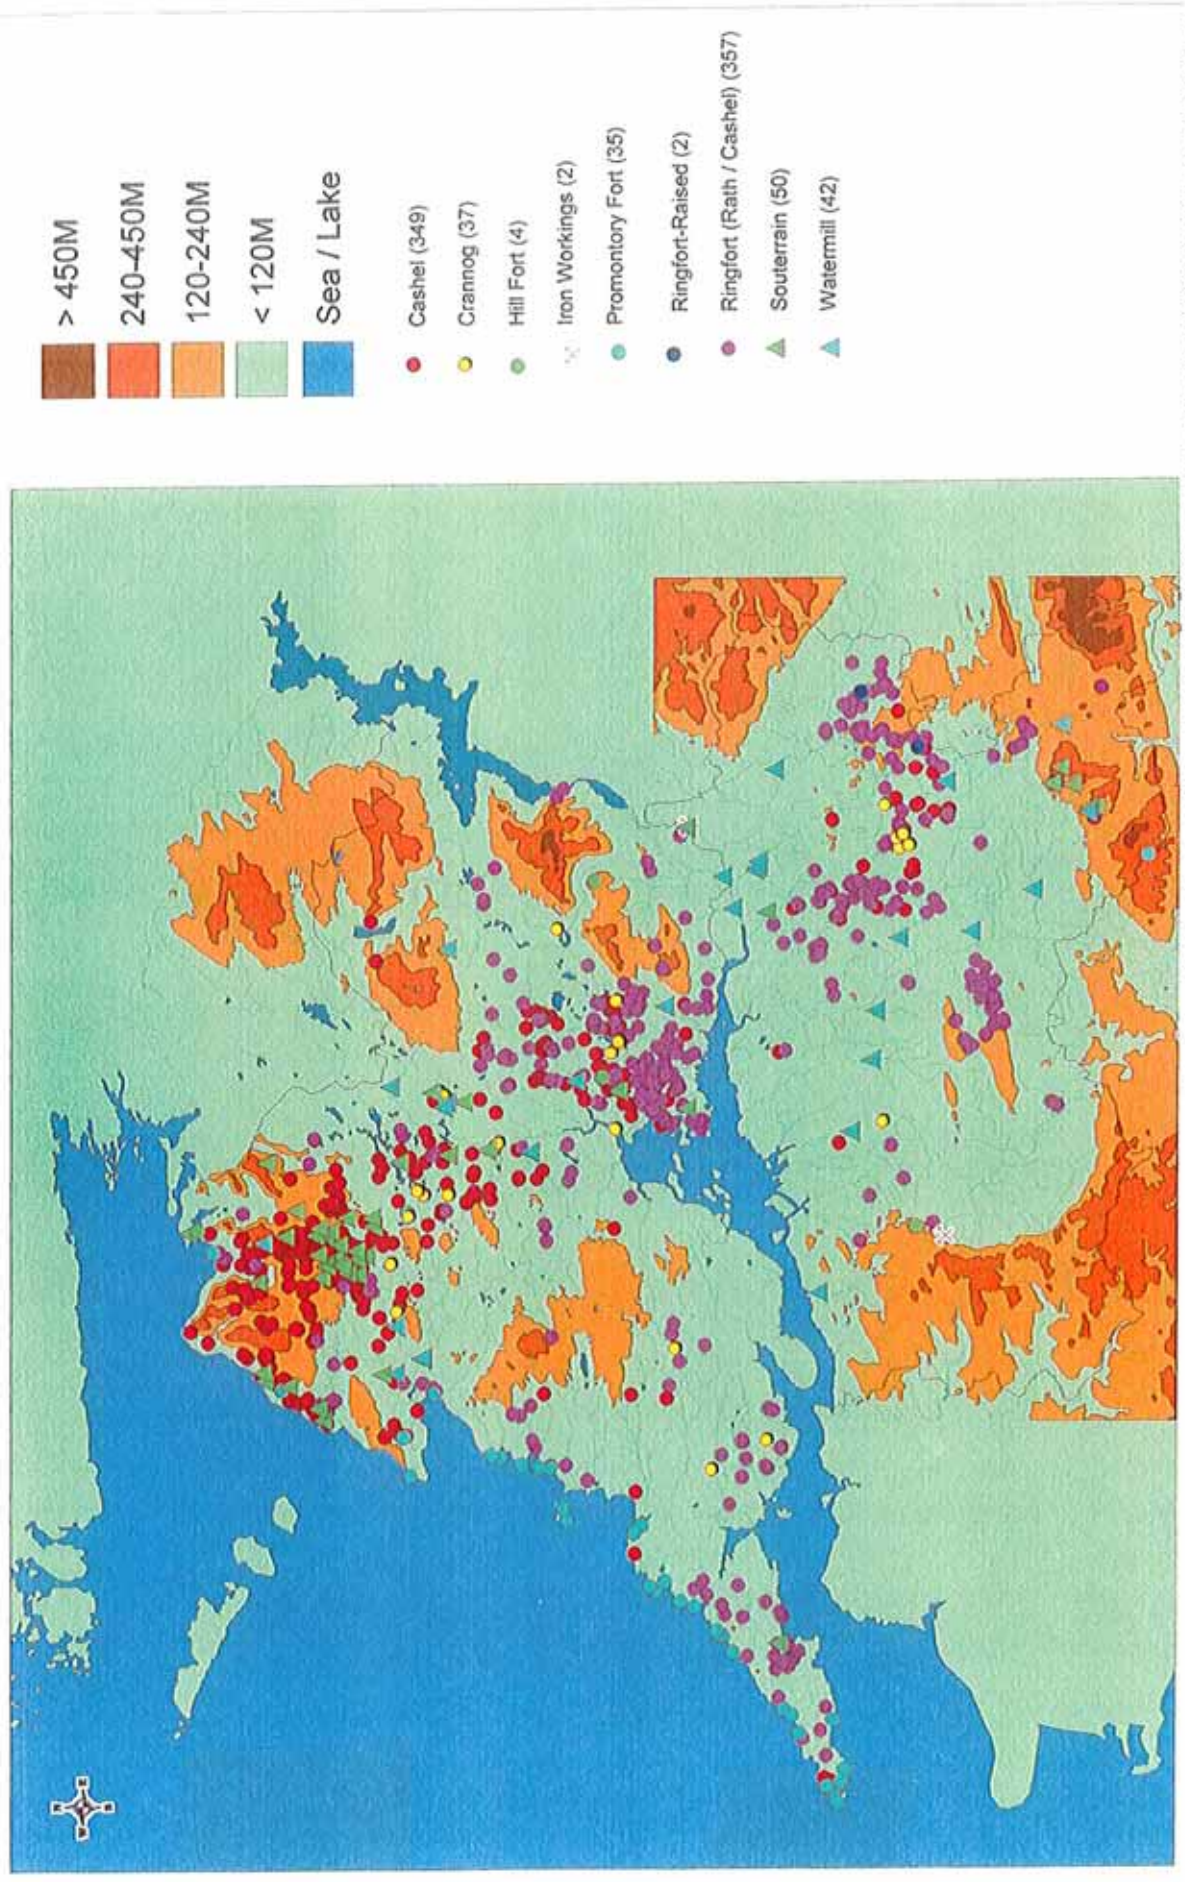 > 450M
240-450M
120-240M
< 120M
Sea / Lake
Cashel (349)
Crannog (37)
Hill Fort (4)
Iron Workings (2)
Promontory Fort (35)
Ringfort-Raised (2)
Ringfort (Rath / Cashel) (357)
Souterrain (50)
Watermill (42)